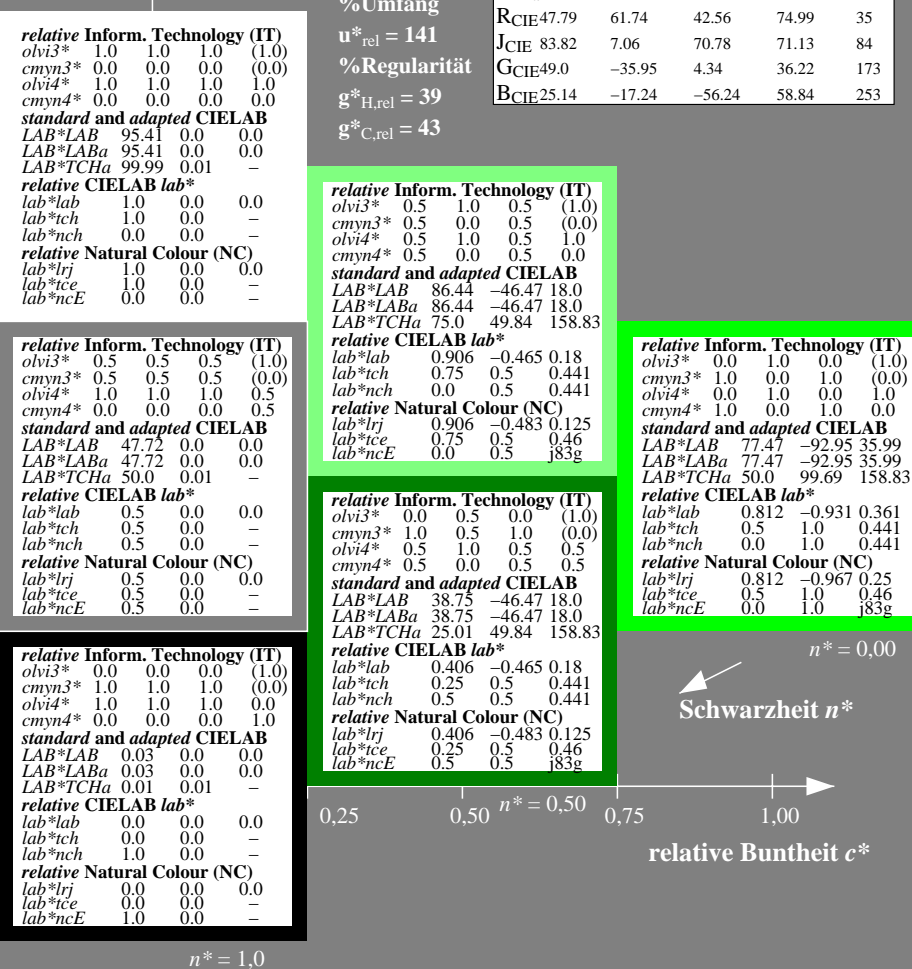 %Umfang
u*rel = 141
%Regularität
g*H,rel = 39
g*C,rel = 43
RCIE 47.79 61.74 42.56 74.99 35
JCIE 83.82 7.06 70.78 71.13 84
GCIE 49.0 −35.95 4.34 36.22 173
BCIE 25.14 −17.24 −56.24 58.84 253
relative Inform. Technology (IT)
olvi3* 1.0 1.0 1.0 (1.0)
cmyn3* 0.0 0.0 0.0 (0.0)
olvi4* 1.0 1.0 1.0 1.0
cmyn4* 0.0 0.0 0.0 0.0
standard and adapted CIELAB
LAB*LAB 95.41 0.0 0.0
LAB*LABa 95.41 0.0 0.0
LAB*TCHa 99.99 0.01 –
relative CIELAB lab*
lab*lab 1.0 0.0 0.0
lab*tch 1.0 0.0 –
lab*nch 0.0 0.0 –
relative Natural Colour (NC)
lab*lrj 1.0 0.0 0.0
lab*tce 1.0 0.0 –
lab*ncE 0.0 0.0 –
relative Inform. Technology (IT)
olvi3* 0.5 1.0 0.5 (1.0)
cmyn3* 0.5 0.0 0.5 (0.0)
olvi4* 0.5 1.0 0.5 1.0
cmyn4* 0.5 0.0 0.5 0.0
standard and adapted CIELAB
LAB*LAB 86.44 −46.47 18.0
LAB*LABa 86.44 −46.47 18.0
LAB*TCHa 75.0 49.84 158.83
relative CIELAB lab*
lab*lab 0.906 −0.465 0.18
lab*tch 0.75 0.5 0.441
lab*nch 0.0 0.5 0.441
relative Natural Colour (NC)
lab*lrj 0.906 −0.483 0.125
lab*tce 0.75 0.5 0.46
lab*ncE 0.0 0.5 j83g
relative Inform. Technology (IT)
olvi3* 0.5 0.5 0.5 (1.0)
cmyn3* 0.5 0.5 0.5 (0.0)
olvi4* 1.0 1.0 1.0 0.5
cmyn4* 0.0 0.0 0.0 0.5
standard and adapted CIELAB
LAB*LAB 47.72 0.0 0.0
LAB*LABa 47.72 0.0 0.0
LAB*TCHa 50.0 0.01 –
relative CIELAB lab*
lab*lab 0.5 0.0 0.0
lab*tch 0.5 0.0 –
lab*nch 0.5 0.0 –
relative Natural Colour (NC)
lab*lrj 0.5 0.0 0.0
lab*tce 0.5 0.0 –
lab*ncE 0.5 0.0 –
relative Inform. Technology (IT)
olvi3* 0.0 1.0 0.0 (1.0)
cmyn3* 1.0 0.0 1.0 (0.0)
olvi4* 0.0 1.0 0.0 1.0
cmyn4* 1.0 0.0 1.0 0.0
standard and adapted CIELAB
LAB*LAB 77.47 −92.95 35.99
LAB*LABa 77.47 −92.95 35.99
LAB*TCHa 50.0 99.69 158.83
relative CIELAB lab*
lab*lab 0.812 −0.931 0.361
lab*tch 0.5 1.0 0.441
lab*nch 0.0 1.0 0.441
relative Natural Colour (NC)
lab*lrj 0.812 −0.967 0.25
lab*tce 0.5 1.0 0.46
lab*ncE 0.0 1.0 j83g
relative Inform. Technology (IT)
olvi3* 0.0 0.5 0.0 (1.0)
cmyn3* 1.0 0.5 1.0 (0.0)
olvi4* 0.5 1.0 0.5 0.5
cmyn4* 0.5 0.0 0.5 0.5
standard and adapted CIELAB
LAB*LAB 38.75 −46.47 18.0
LAB*LABa 38.75 −46.47 18.0
LAB*TCHa 25.01 49.84 158.83
relative CIELAB lab*
lab*lab 0.406 −0.465 0.18
lab*tch 0.25 0.5 0.441
lab*nch 0.5 0.5 0.441
relative Natural Colour (NC)
lab*lrj 0.406 −0.483 0.125
lab*tce 0.25 0.5 0.46
lab*ncE 0.5 0.5 j83g
relative Inform. Technology (IT)
olvi3* 0.0 0.0 0.0 (1.0)
cmyn3* 1.0 1.0 1.0 (0.0)
olvi4* 1.0 1.0 1.0 0.0
cmyn4* 0.0 0.0 0.0 1.0
standard and adapted CIELAB
LAB*LAB 0.03 0.0 0.0
LAB*LABa 0.03 0.0 0.0
LAB*TCHa 0.01 0.01 –
relative CIELAB lab*
lab*lab 0.0 0.0 0.0
lab*tch 0.0 0.0 –
lab*nch 1.0 0.0 –
relative Natural Colour (NC)
lab*lrj 0.0 0.0 0.0
lab*tce 0.0 0.0 –
lab*ncE 1.0 0.0 –
n* = 0,00
Schwarzheit n*
0,25 0,50 n* = 0,50 0,75 1,00
relative Buntheit c*
n* = 1,0